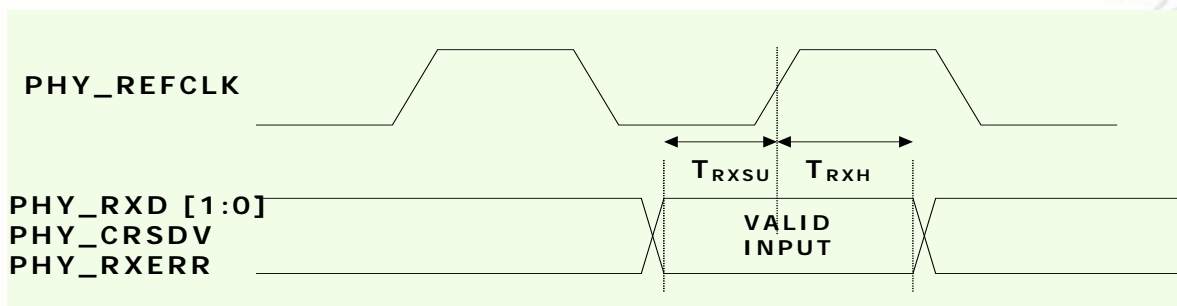 PHY_REFCLK
TRXSU TRXH
PHY_RXD [1:0]
PHY_CRSDV
PHY_RXERR
VALID
INPUT